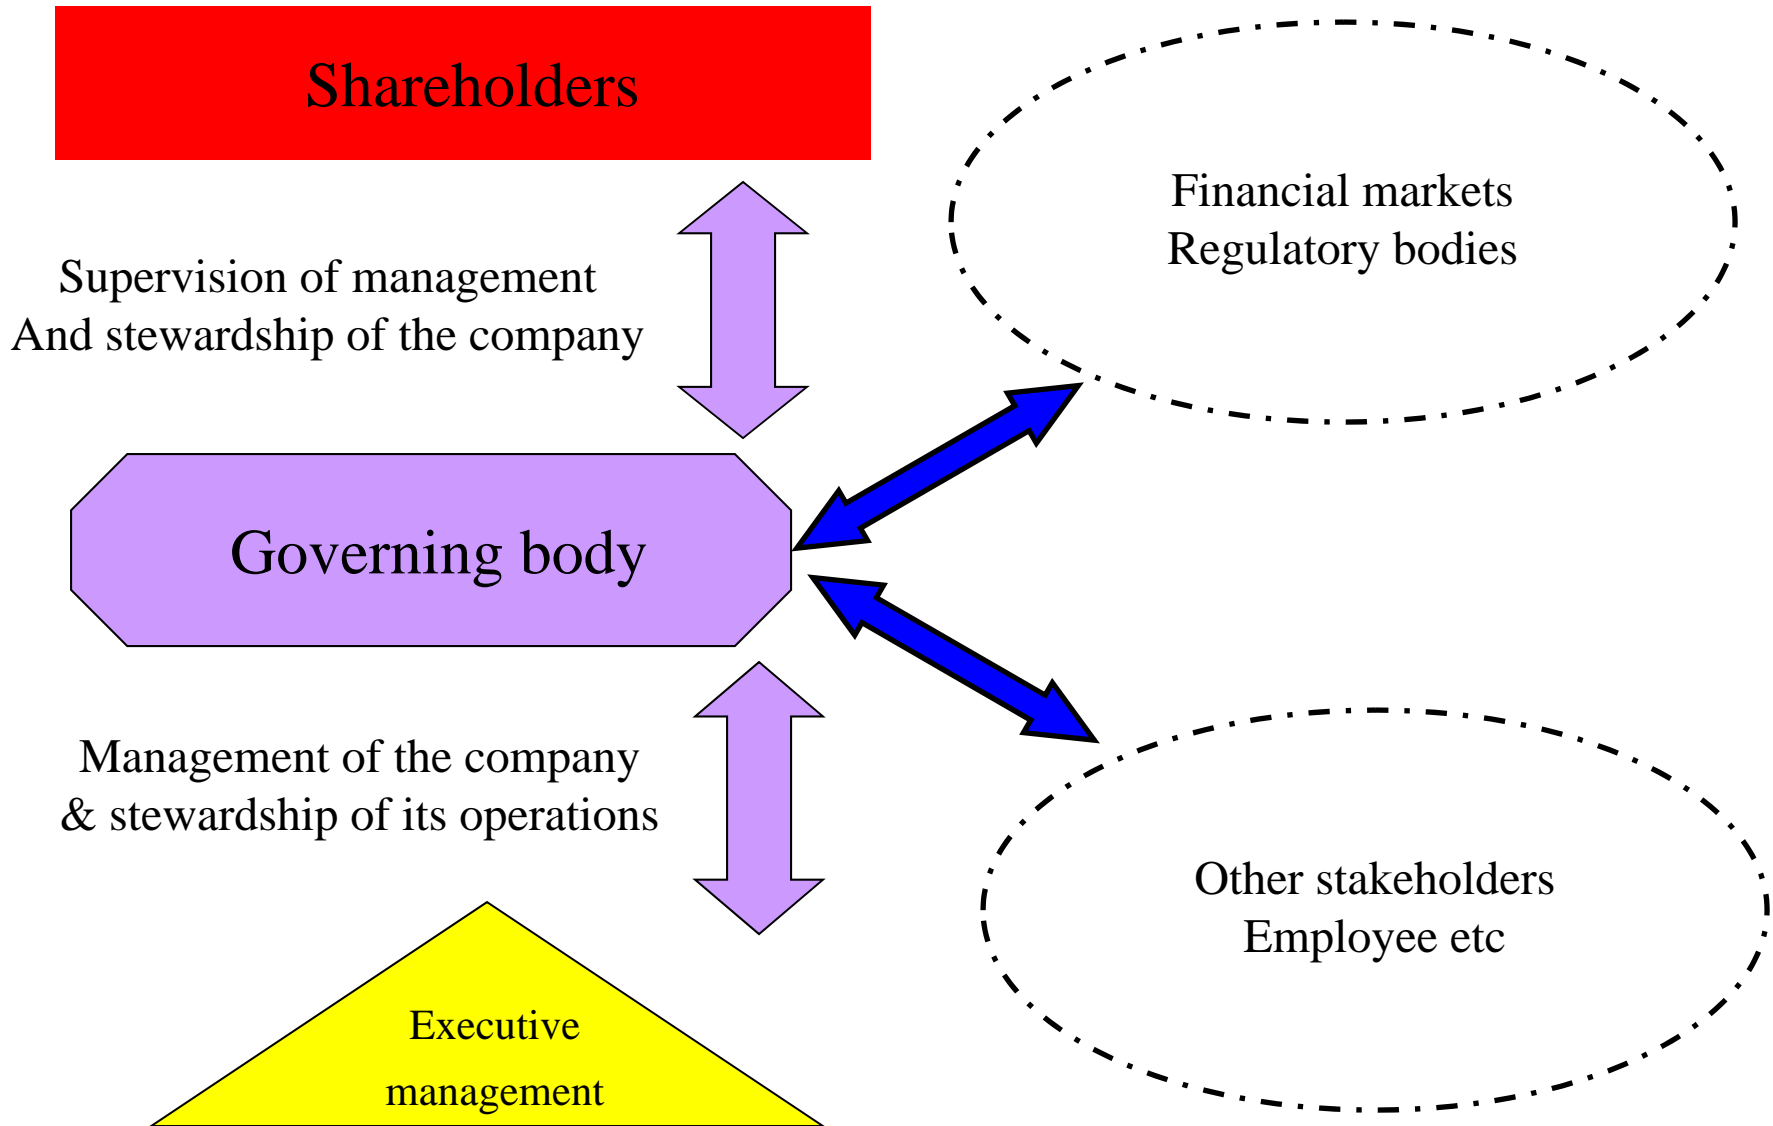 Shareholders
Financial markets
Regulatory bodies
Supervision of management
And stewardship of the company
Governing body
Management of the company
& stewardship of its operations
Other stakeholders
Employee etc
Executive
management